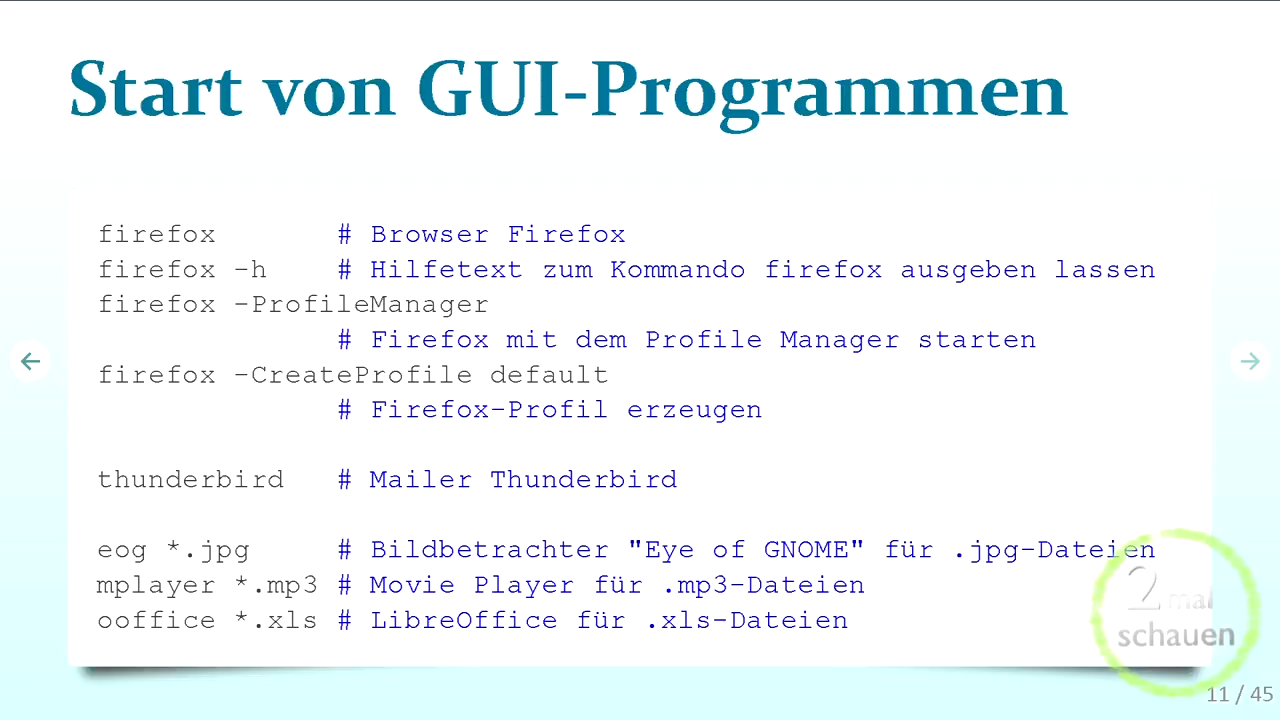 Start von GUI-Programmen
firefox # Browser Firefox
firefox -h # Hilfetext zum Kommando firefox ausgeben lassen
firefox -ProfileManager
# Firefox mit dem Profile Manager starten
firefox -CreateProfile default
# Firefox-Profil erzeugen
thunderbird # Mailer Thunderbird
eog *.jpg # Bildbetrachter "Eye of GNOME" für .jpg-Dateien
mplayer *.mp3 # Movie Player für .mp3-Dateien
ooffice *.xls # LibreOffice für .xls-Dateien
2 mal
schauen
11 / 45